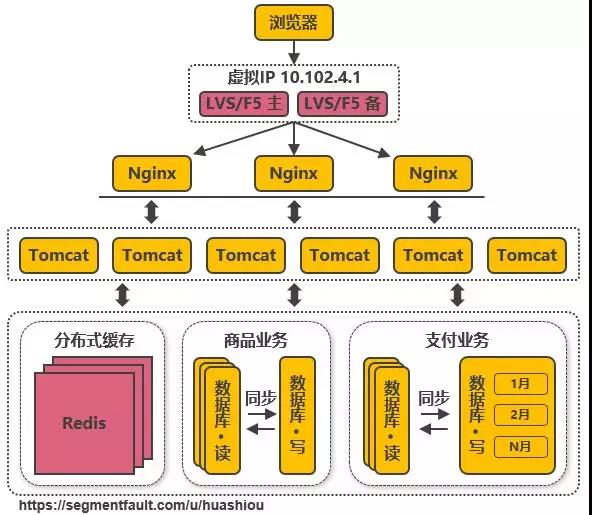 浏览器
虚拟IP 10.102.4.1
LVS/F5 主
LVS/F5 备
Nginx
Nginx
Nginx
Tomcat
Tomcat
Tomcat
Tomcat
Tomcat
Tomcat
分布式缓存
Redis
商品业务
数据库·读
同步
数据库·写
支付业务
数据库·读
同步
数据库·写
1月
2月
N月
https://segmentfault.com/u/huashiou